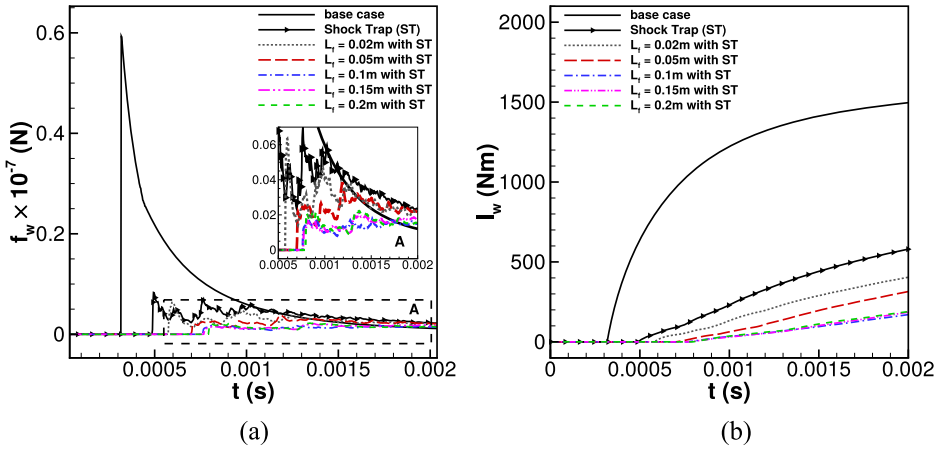 base case
Shock Trap (ST)
L_f = 0.02m with ST
L_f = 0.05m with ST
L_f = 0.1m with ST
L_f = 0.15m with ST
L_f = 0.2m with ST
0.6
0.4
0.2
0
f_w × 10^-7 (N)
0.06
0.04
0.02
0
A
0.0005 0.001 0.0015 0.002
A
0.0005 0.001 0.0015 0.002
t (s)
(a)
base case
Shock Trap (ST)
L_f = 0.02m with ST
L_f = 0.05m with ST
L_f = 0.1m with ST
L_f = 0.15m with ST
L_f = 0.2m with ST
2000
1500
1000
500
0
I_w (Nm)
0 0.0005 0.001 0.0015 0.002
t (s)
(b)